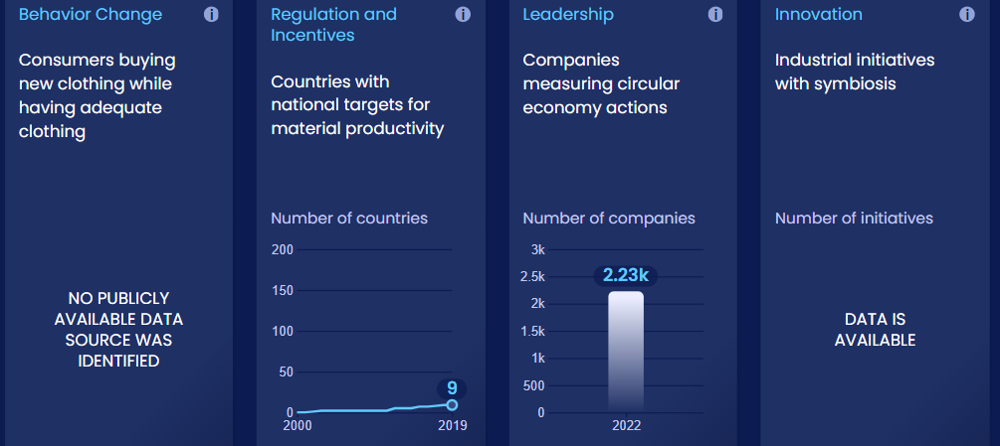 Behavior Change
i
Consumers buying
new clothing while
having adequate
clothing
NO PUBLICLY
AVAILABLE DATA
SOURCE WAS
IDENTIFIED
Regulation and
Incentives
i
Countries with
national targets for
material productivity
Number of countries
200
150
100
50
0
9
2000
2019
Leadership
i
Companies
measuring circular
economy actions
Number of companies
3k
2.5k
2k
1.5k
1k
500
0
2.23k
2022
Innovation
i
Industrial initiatives
with symbiosis
Number of initiatives
DATA IS
AVAILABLE